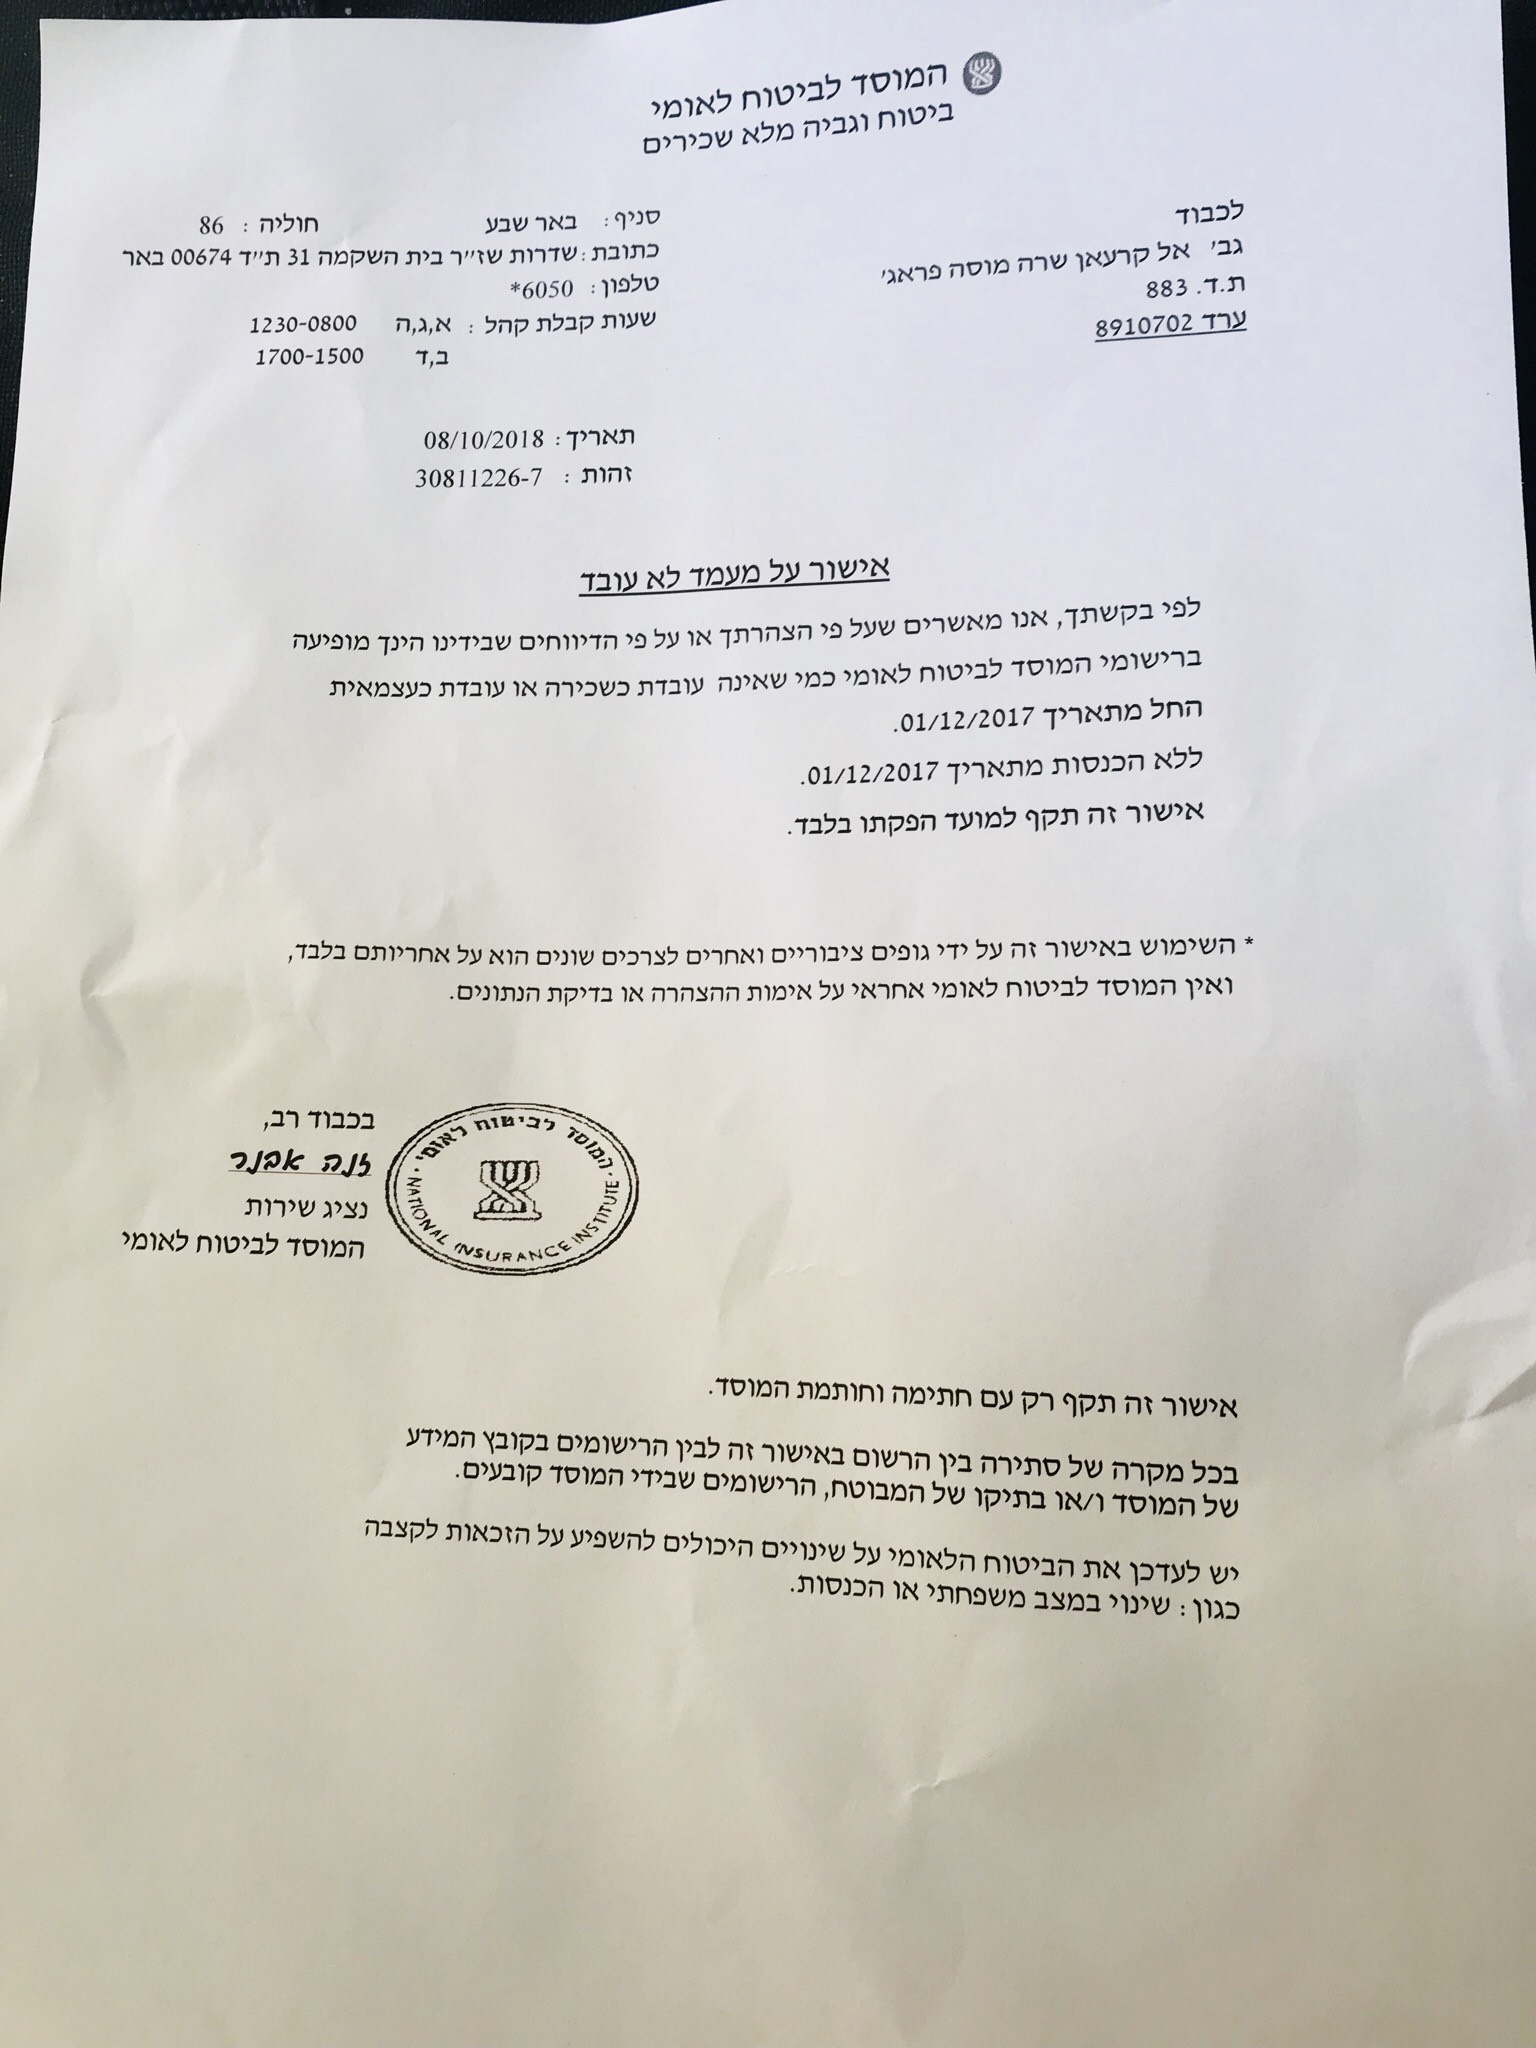 המוסד לביטוח לאומי
ביטוח וגביה מלא שכירים
לכבוד
גב' אל קרעאן שרה מוסה פראג'
ת.ד. 883
ערד 8910702
סניף: באר שבע חוליה : 86
כתובת: שדרות שז''ר בית השקמה 31 ת''ד 00674 באר
טלפון: 6050*
שעות קבלת קהל : א,ג,ה 1230-0800
ב,ד 1700-1500
תאריך: 08/10/2018
זהות : 30811226-7
אישור על מעמד לא עובד
לפי בקשתך, אנו מאשרים שעל פי הצהרתך או על פי הדיווחים שבידינו הינך מופיעה
ברישומי המוסד לביטוח לאומי כמי שאינה עובדת כשכירה או עובדת כעצמאית
החל מתאריך 01/12/2017.
ללא הכנסות מתאריך 01/12/2017.
אישור זה תקף למועד הפקתו בלבד.
* השימוש באישור זה על ידי גופים ציבוריים ואחרים לצרכים שונים הוא על אחריותם בלבד,
ואין המוסד לביטוח לאומי אחראי על אימות ההצהרה או בדיקת הנתונים.
בכבוד רב,
זנה אבנר
נציג שירות
המוסד לביטוח לאומי
המוסד לביטוח לאומי
NATIONAL INSURANCE INSTITUTE
אישור זה תקף רק עם חתימה וחותמת המוסד.
בכל מקרה של סתירה בין הרשום באישור זה לבין הרישומים בקובץ המידע
של המוסד ו/או בתיקו של המבוטח, הרישומים שבידי המוסד קובעים.
יש לעדכן את הביטוח הלאומי על שינויים היכולים להשפיע על הזכאות לקצבה
כגון: שינוי במצב משפחתי או הכנסות.